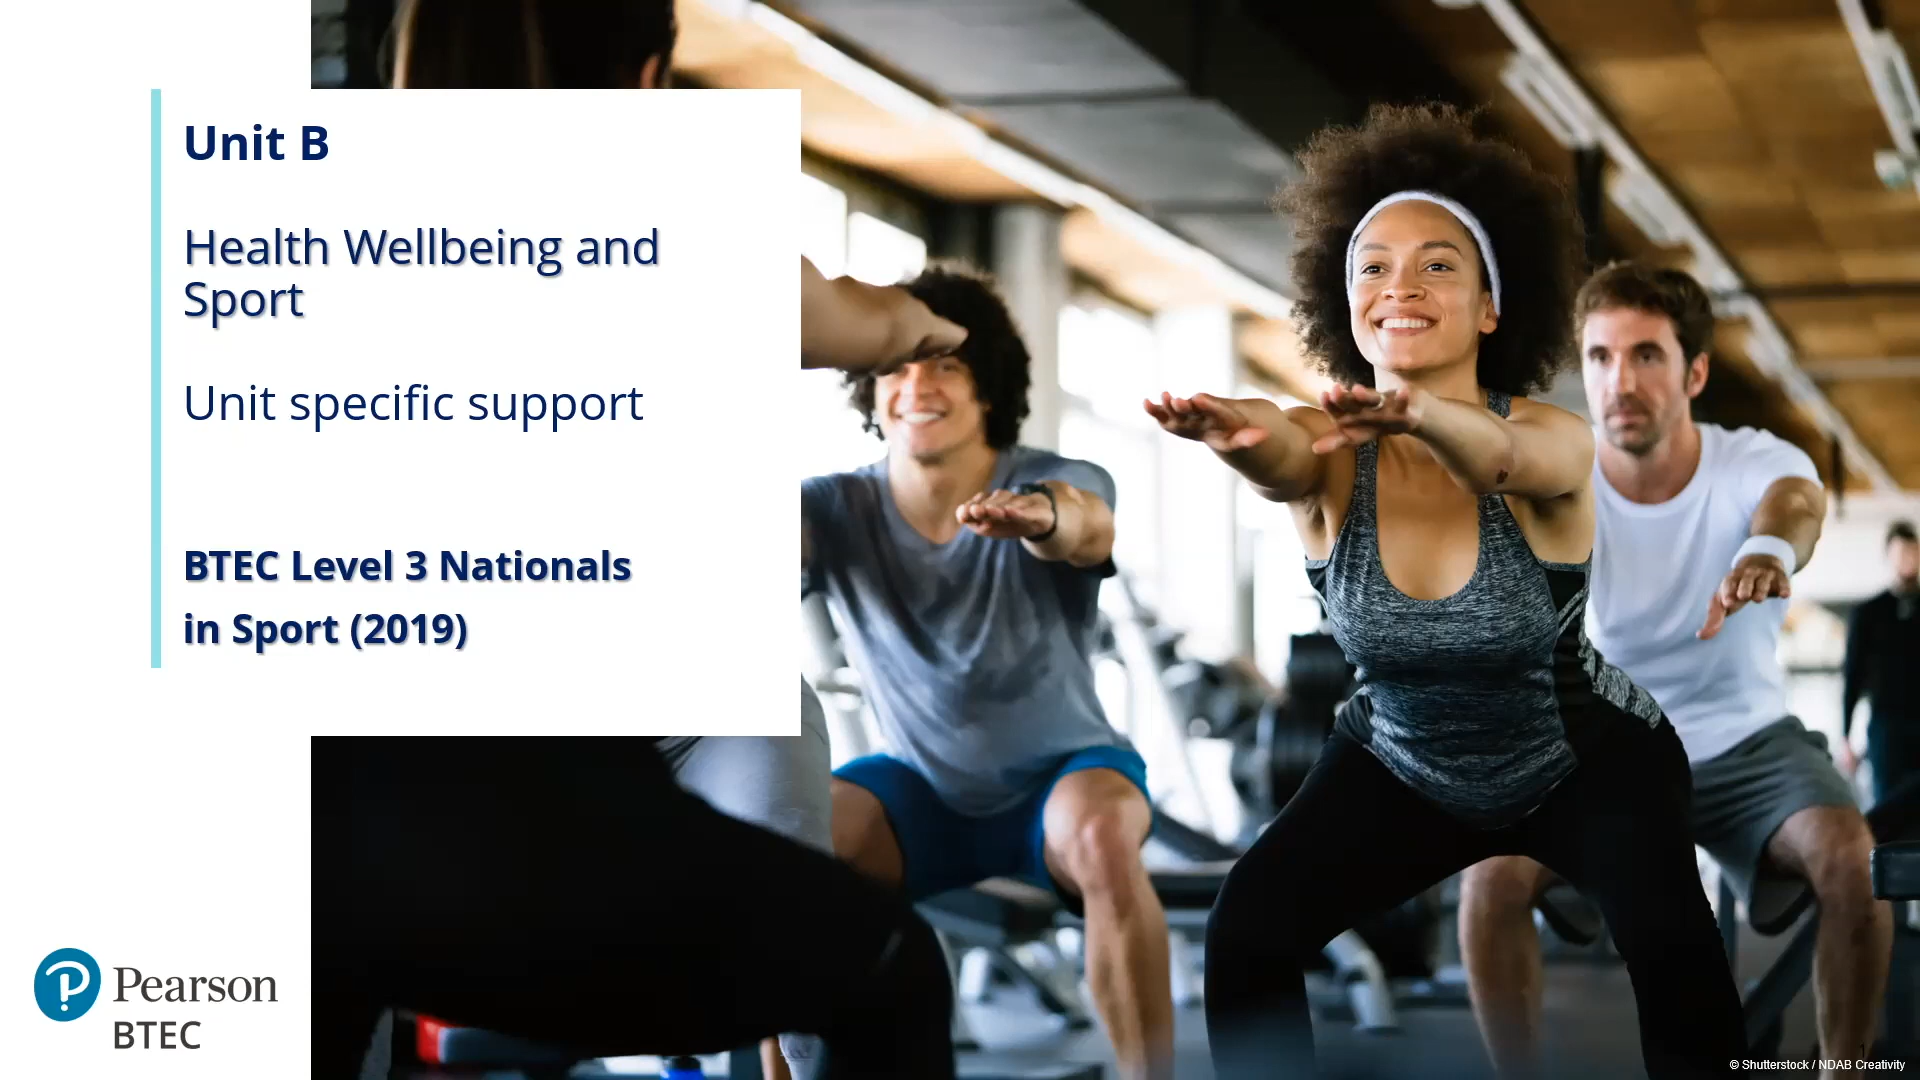 Unit B
Health Wellbeing and
Sport
Unit specific support
BTEC Level 3 Nationals
in Sport (2019)
Pearson
BTEC
1
© Shutterstock / NDAB Creativity